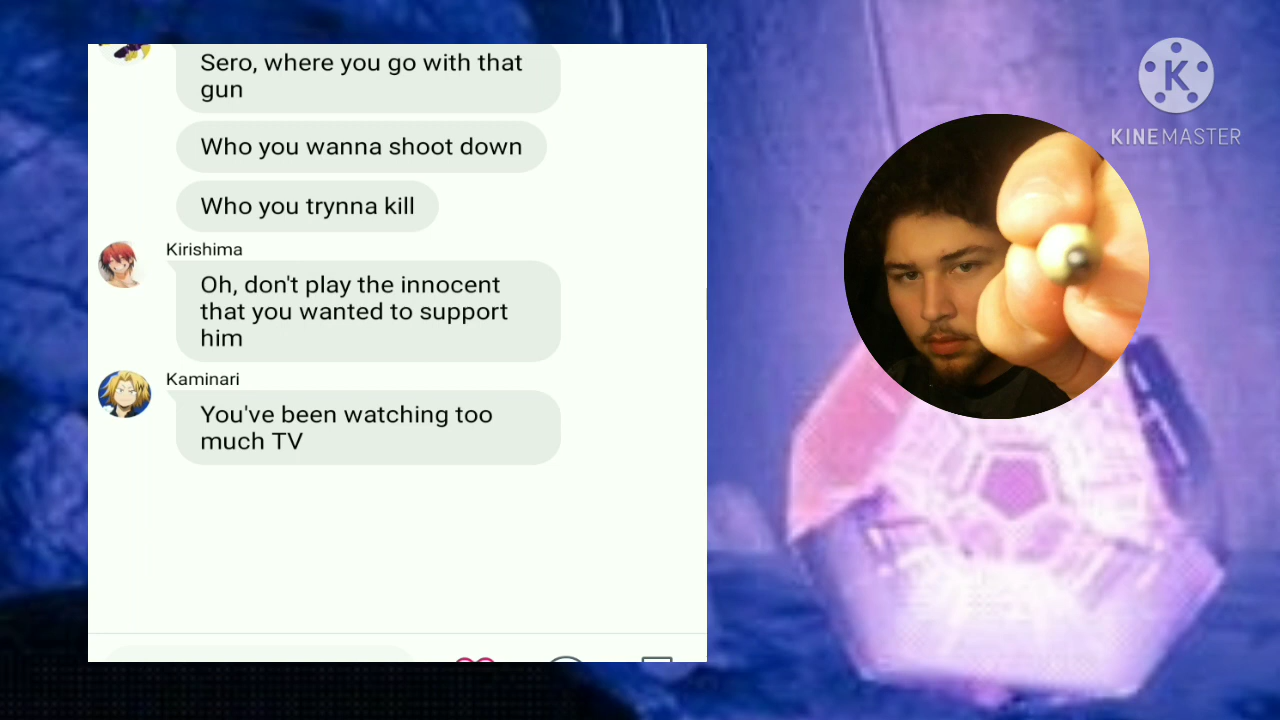 Sero, where you go with that
gun
Who you wanna shoot down
Who you trynna kill
Kirishima
Oh, don't play the innocent
that you wanted to support
him
Kaminari
You've been watching too
much TV
K
KINEMASTER